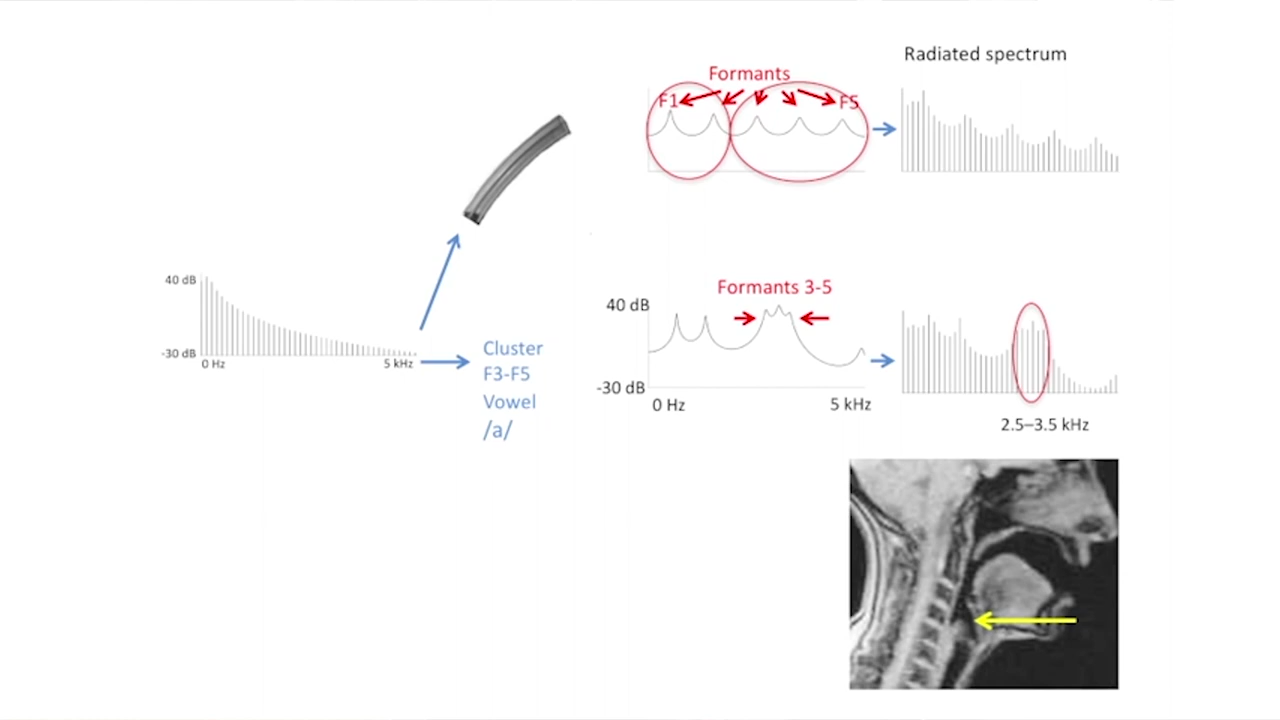 Radiated spectrum
Formants
F1
F5
40 dB
-30 dB
0 Hz
5 kHz
Cluster
F3-F5
Vowel
/a/
Formants 3-5
40 dB
-30 dB
0 Hz
5 kHz
2.5–3.5 kHz